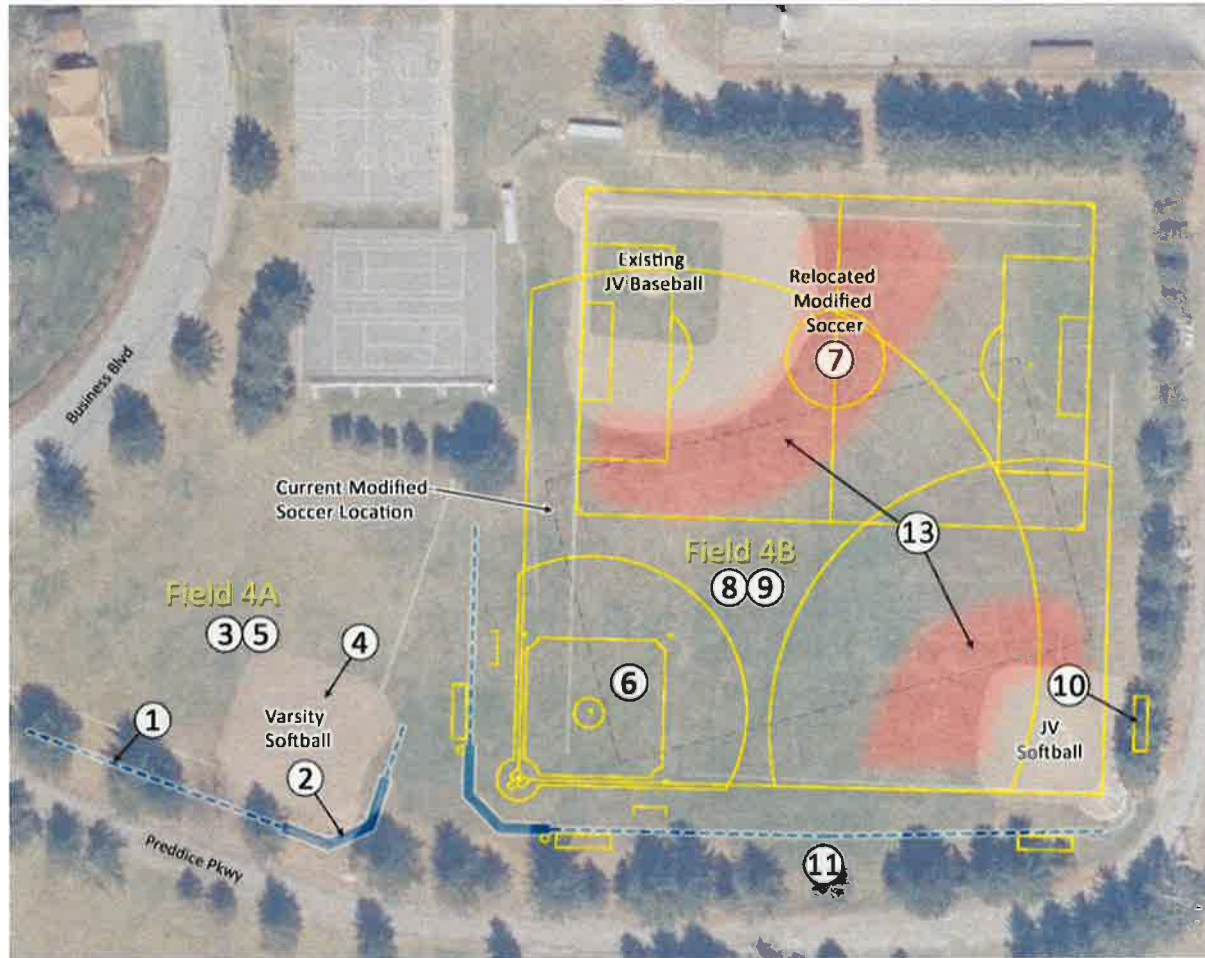 Existing
JV Baseball
Relocated
Modified
Soccer
7
Business Blvd
Current Modified
Soccer Location
13
Field 4A
3 5
Field 4B
8 9
4
6
10
1
Varsity
Softball
2
JV
Softball
Preddice Pkwy
11